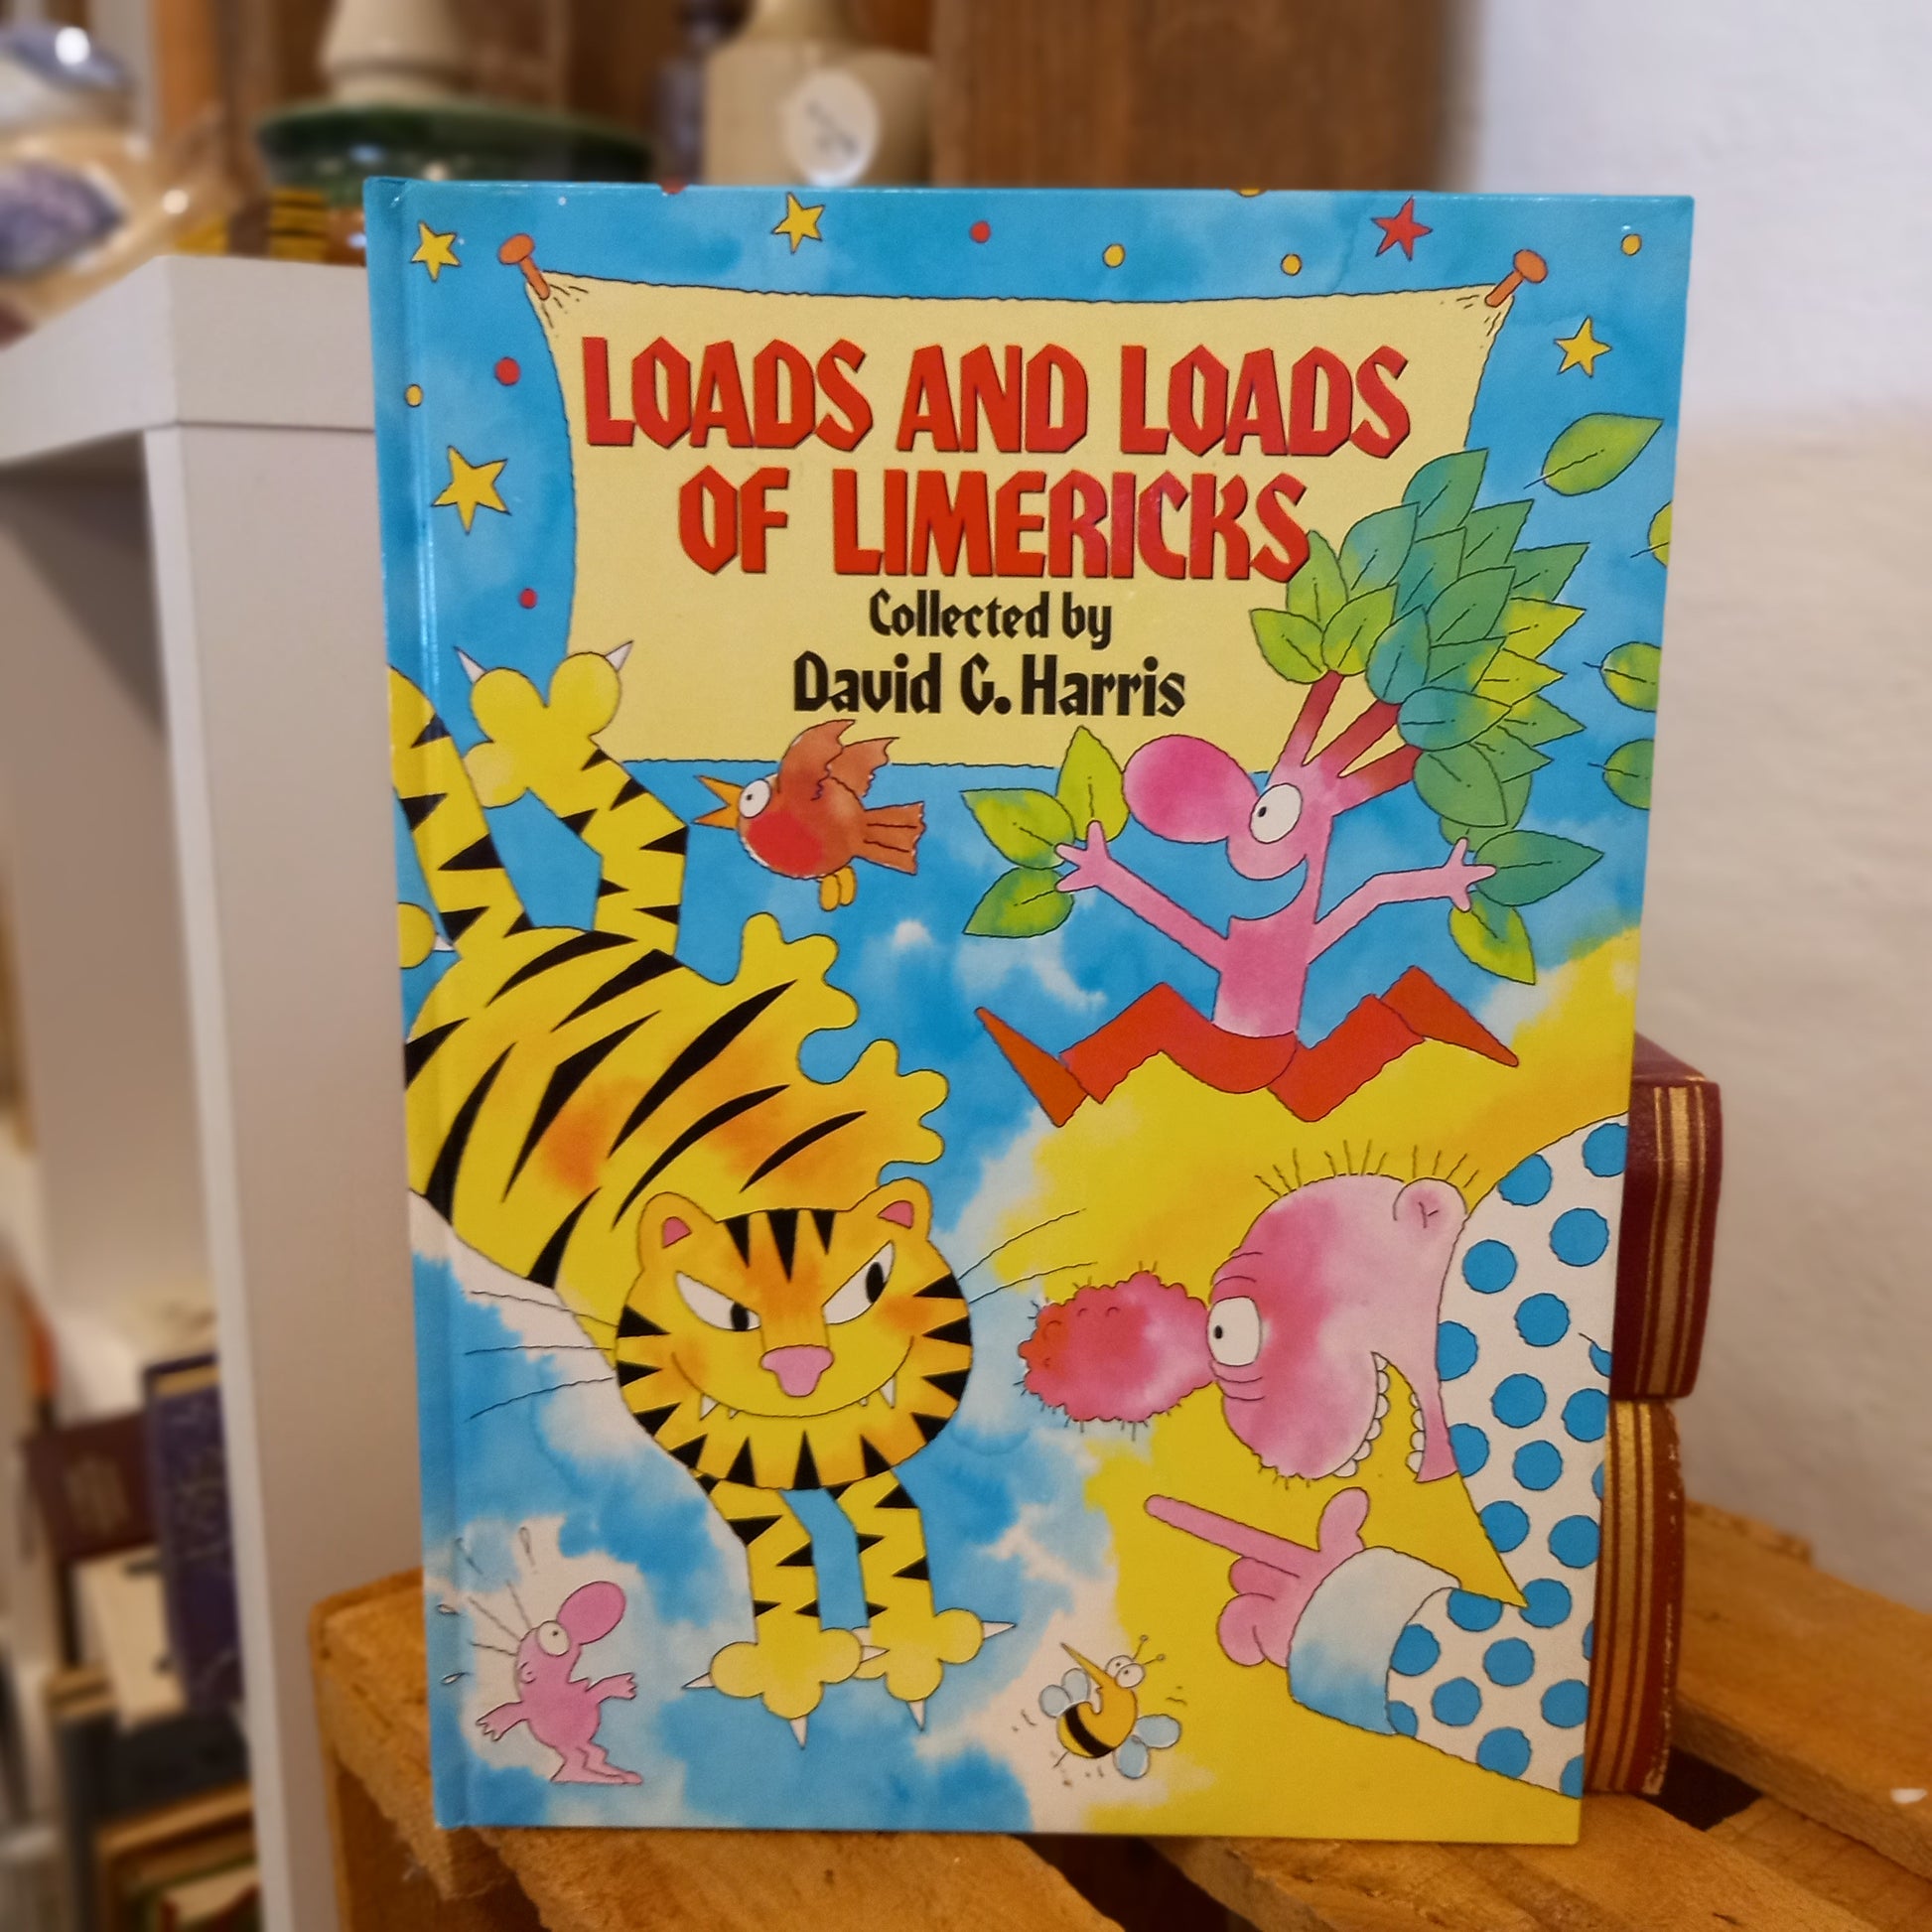 LOADS AND LOADS
OF LIMERICKS
Collected by
David G. Harris